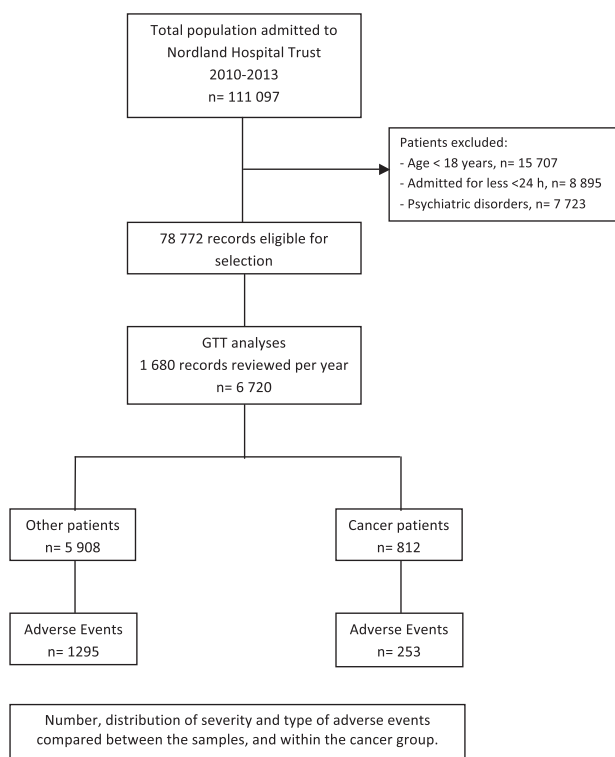 Total population admitted to
Nordland Hospital Trust
2010-2013
n= 111 097
Patients excluded:
- Age < 18 years, n= 15 707
- Admitted for less <24 h, n= 8 895
- Psychiatric disorders, n= 7 723
78 772 records eligible for
selection
GTT analyses
1 680 records reviewed per year
n= 6 720
Other patients
n= 5 908
Cancer patients
n= 812
Adverse Events
n= 1295
Adverse Events
n= 253
Number, distribution of severity and type of adverse events
compared between the samples, and within the cancer group.